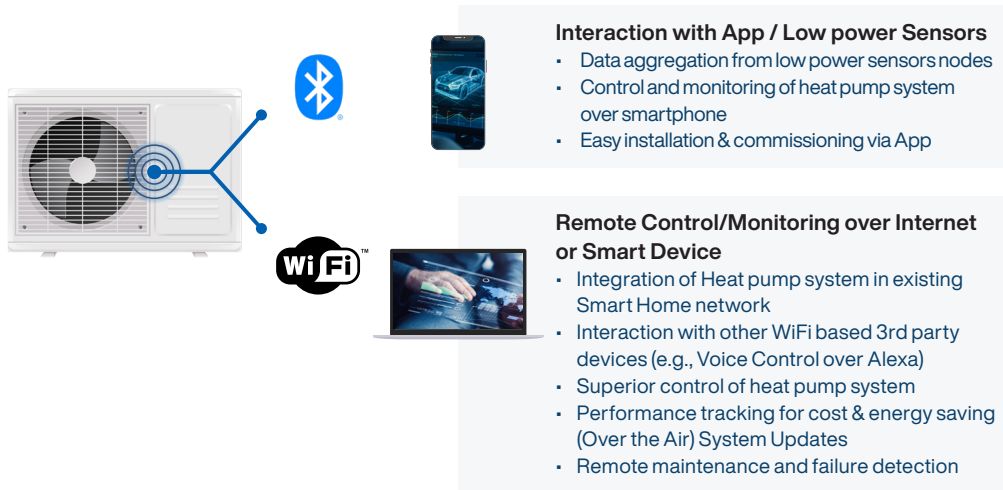 Interaction with App / Low power Sensors
• Data aggregation from low power sensors nodes
• Control and monitoring of heat pump system
over smartphone
• Easy installation & commissioning via App
WiFi™
Remote Control/Monitoring over Internet
or Smart Device
• Integration of Heat pump system in existing
Smart Home network
• Interaction with other WiFi based 3rd party
devices (e.g., Voice Control over Alexa)
• Superior control of heat pump system
• Performance tracking for cost & energy saving
(Over the Air) System Updates
• Remote maintenance and failure detection